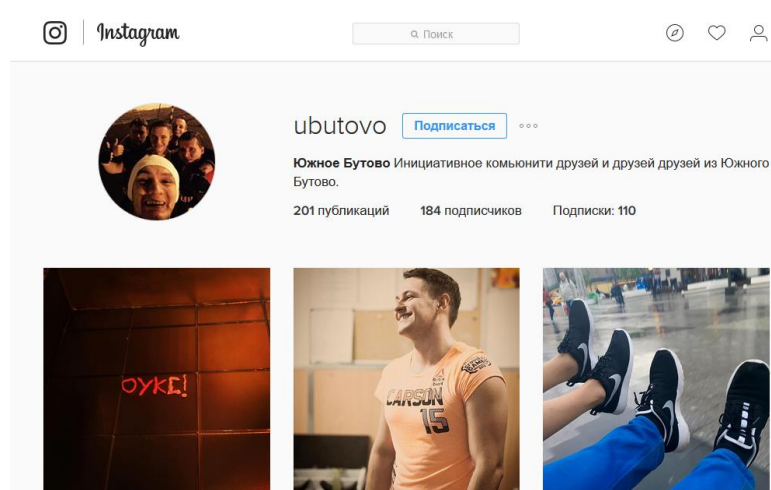 Instagram
Поиск
ubutovo Подписаться
Южное Бутово Инициативное комьюнити друзей и друзей друзей из Южного
Бутово.
201 публикаций 184 подписчиков Подписки: 110
ОУКЕ!
CARSON
15